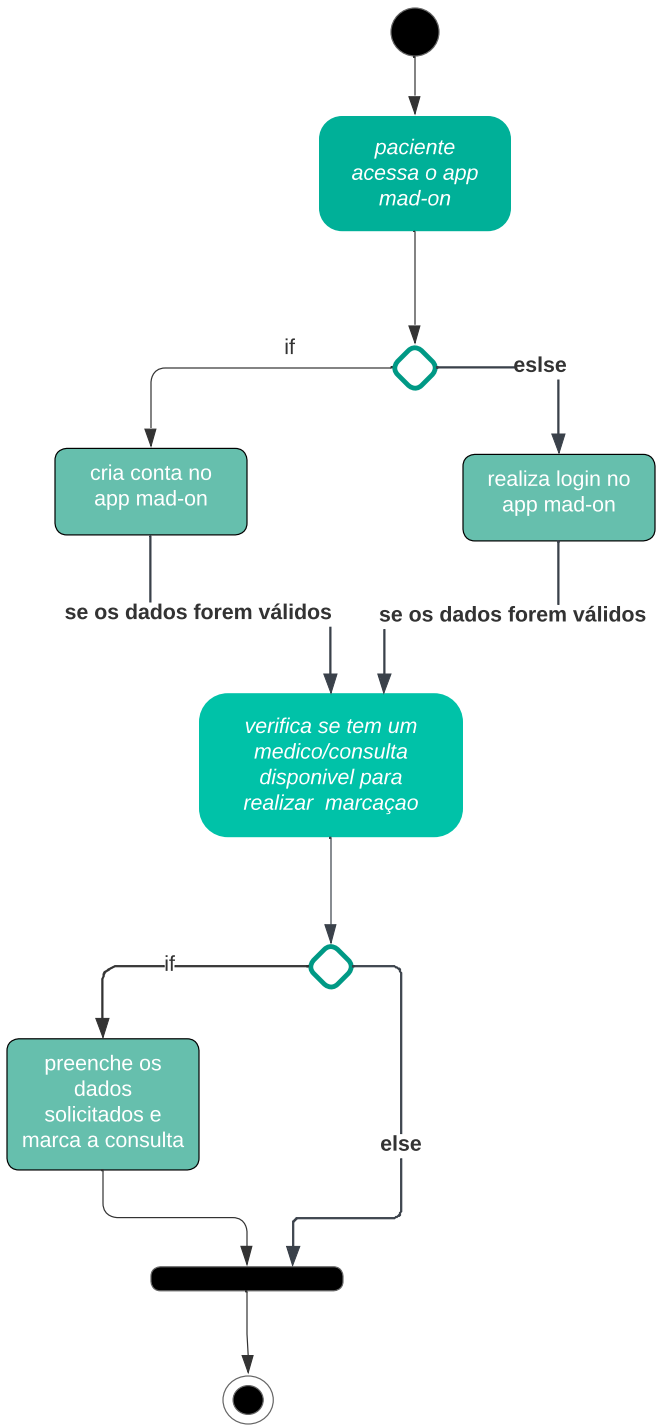 paciente
acessa o app
mad-on
if
eslse
cria conta no
app mad-on
realiza login no
app mad-on
se os dados forem válidos
se os dados forem válidos
verifica se tem um
medico/consulta
disponivel para
realizar  marcaçao
if
preenche os
dados
solicitados e
marca a consulta
else